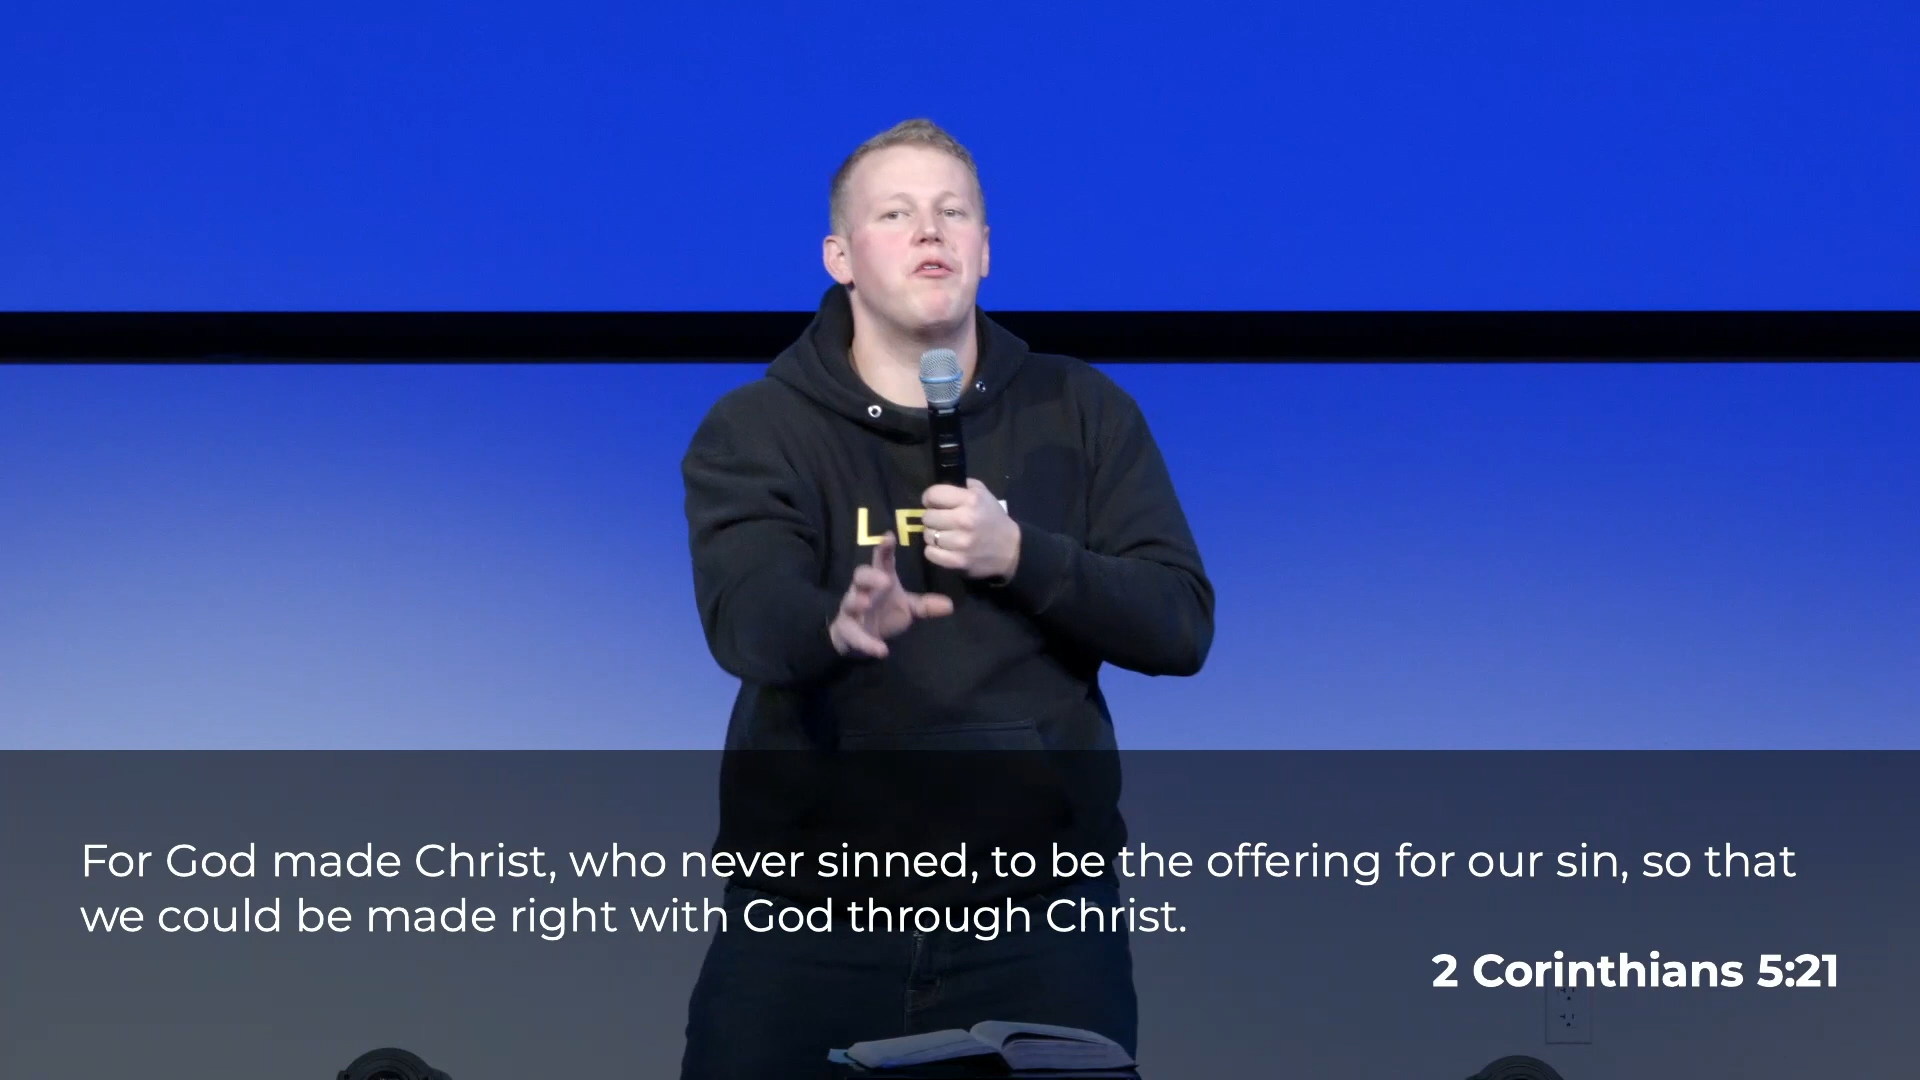 LF
For God made Christ, who never sinned, to be the offering for our sin, so that
we could be made right with God through Christ.
2 Corinthians 5:21